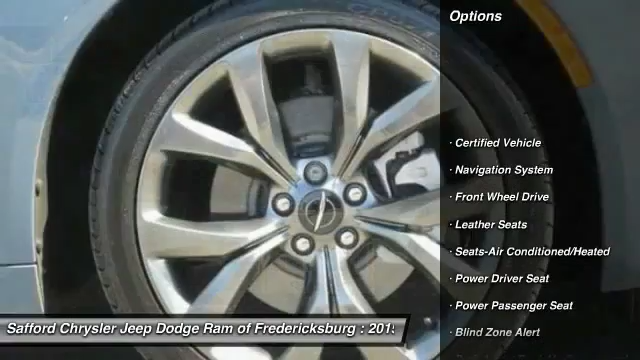 Options
· Certified Vehicle
· Navigation System
· Front Wheel Drive
· Leather Seats
· Seats-Air Conditioned/Heated
· Power Driver Seat
· Power Passenger Seat
· Blind Zone Alert
Safford Chrysler Jeep Dodge Ram of Fredericksburg : 201